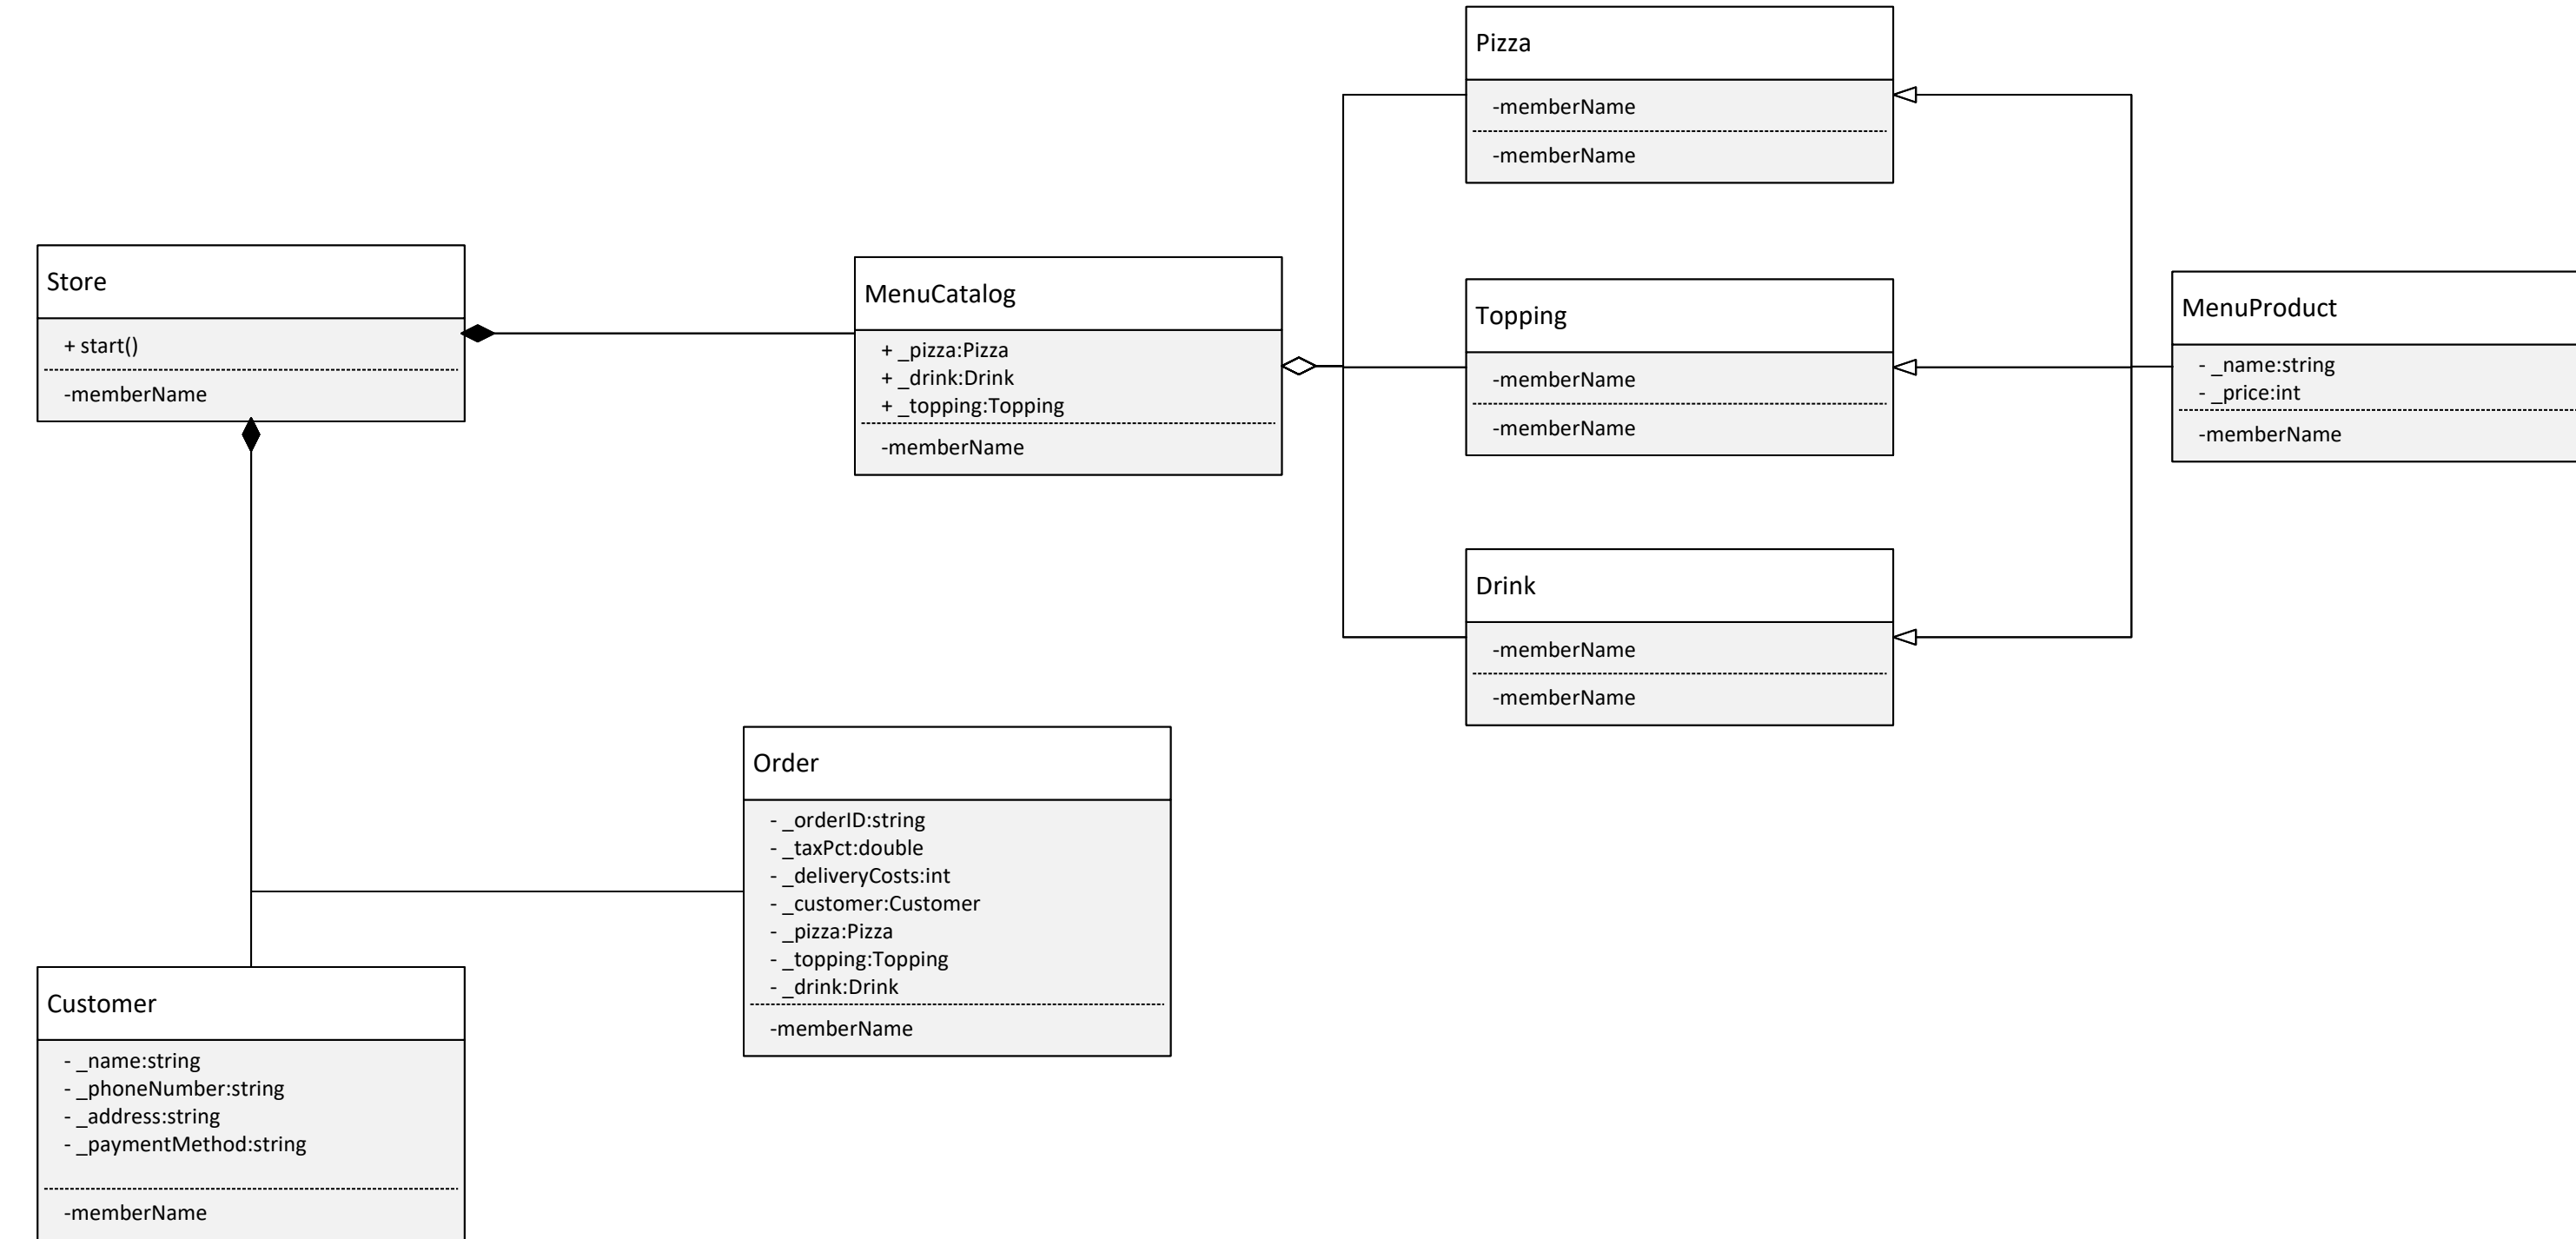 Pizza
-memberName
-memberName
Store
+ start()
-memberName
MenuCatalog
+ _pizza:Pizza
+ _drink:Drink
+ _topping:Topping
-memberName
Topping
-memberName
-memberName
MenuProduct
- _name:string
- _price:int
-memberName
Drink
-memberName
-memberName
Order
- _orderID:string
- _taxPct:double
- _deliveryCosts:int
- _customer:Customer
- _pizza:Pizza
- _topping:Topping
- _drink:Drink
-memberName
Customer
- _name:string
- _phoneNumber:string
- _address:string
- _paymentMethod:string
-memberName